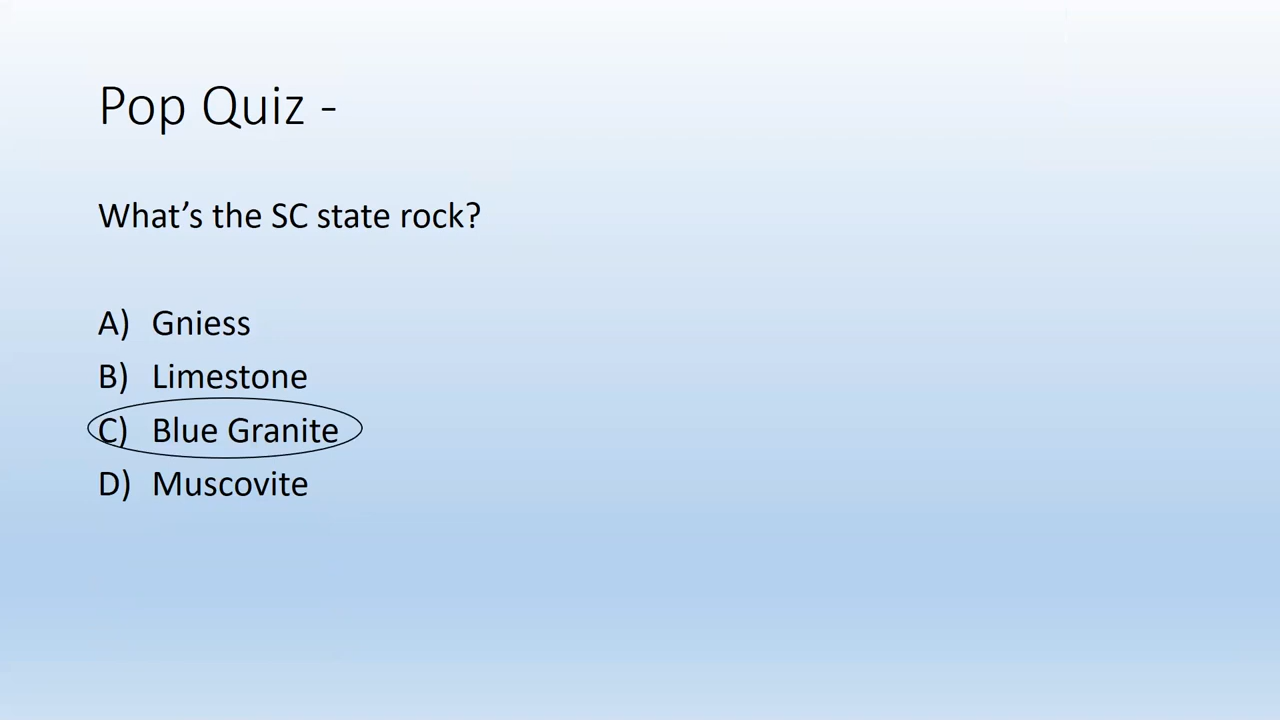 Pop Quiz -
What’s the SC state rock?
A) Gniess
B) Limestone
C) Blue Granite
D) Muscovite